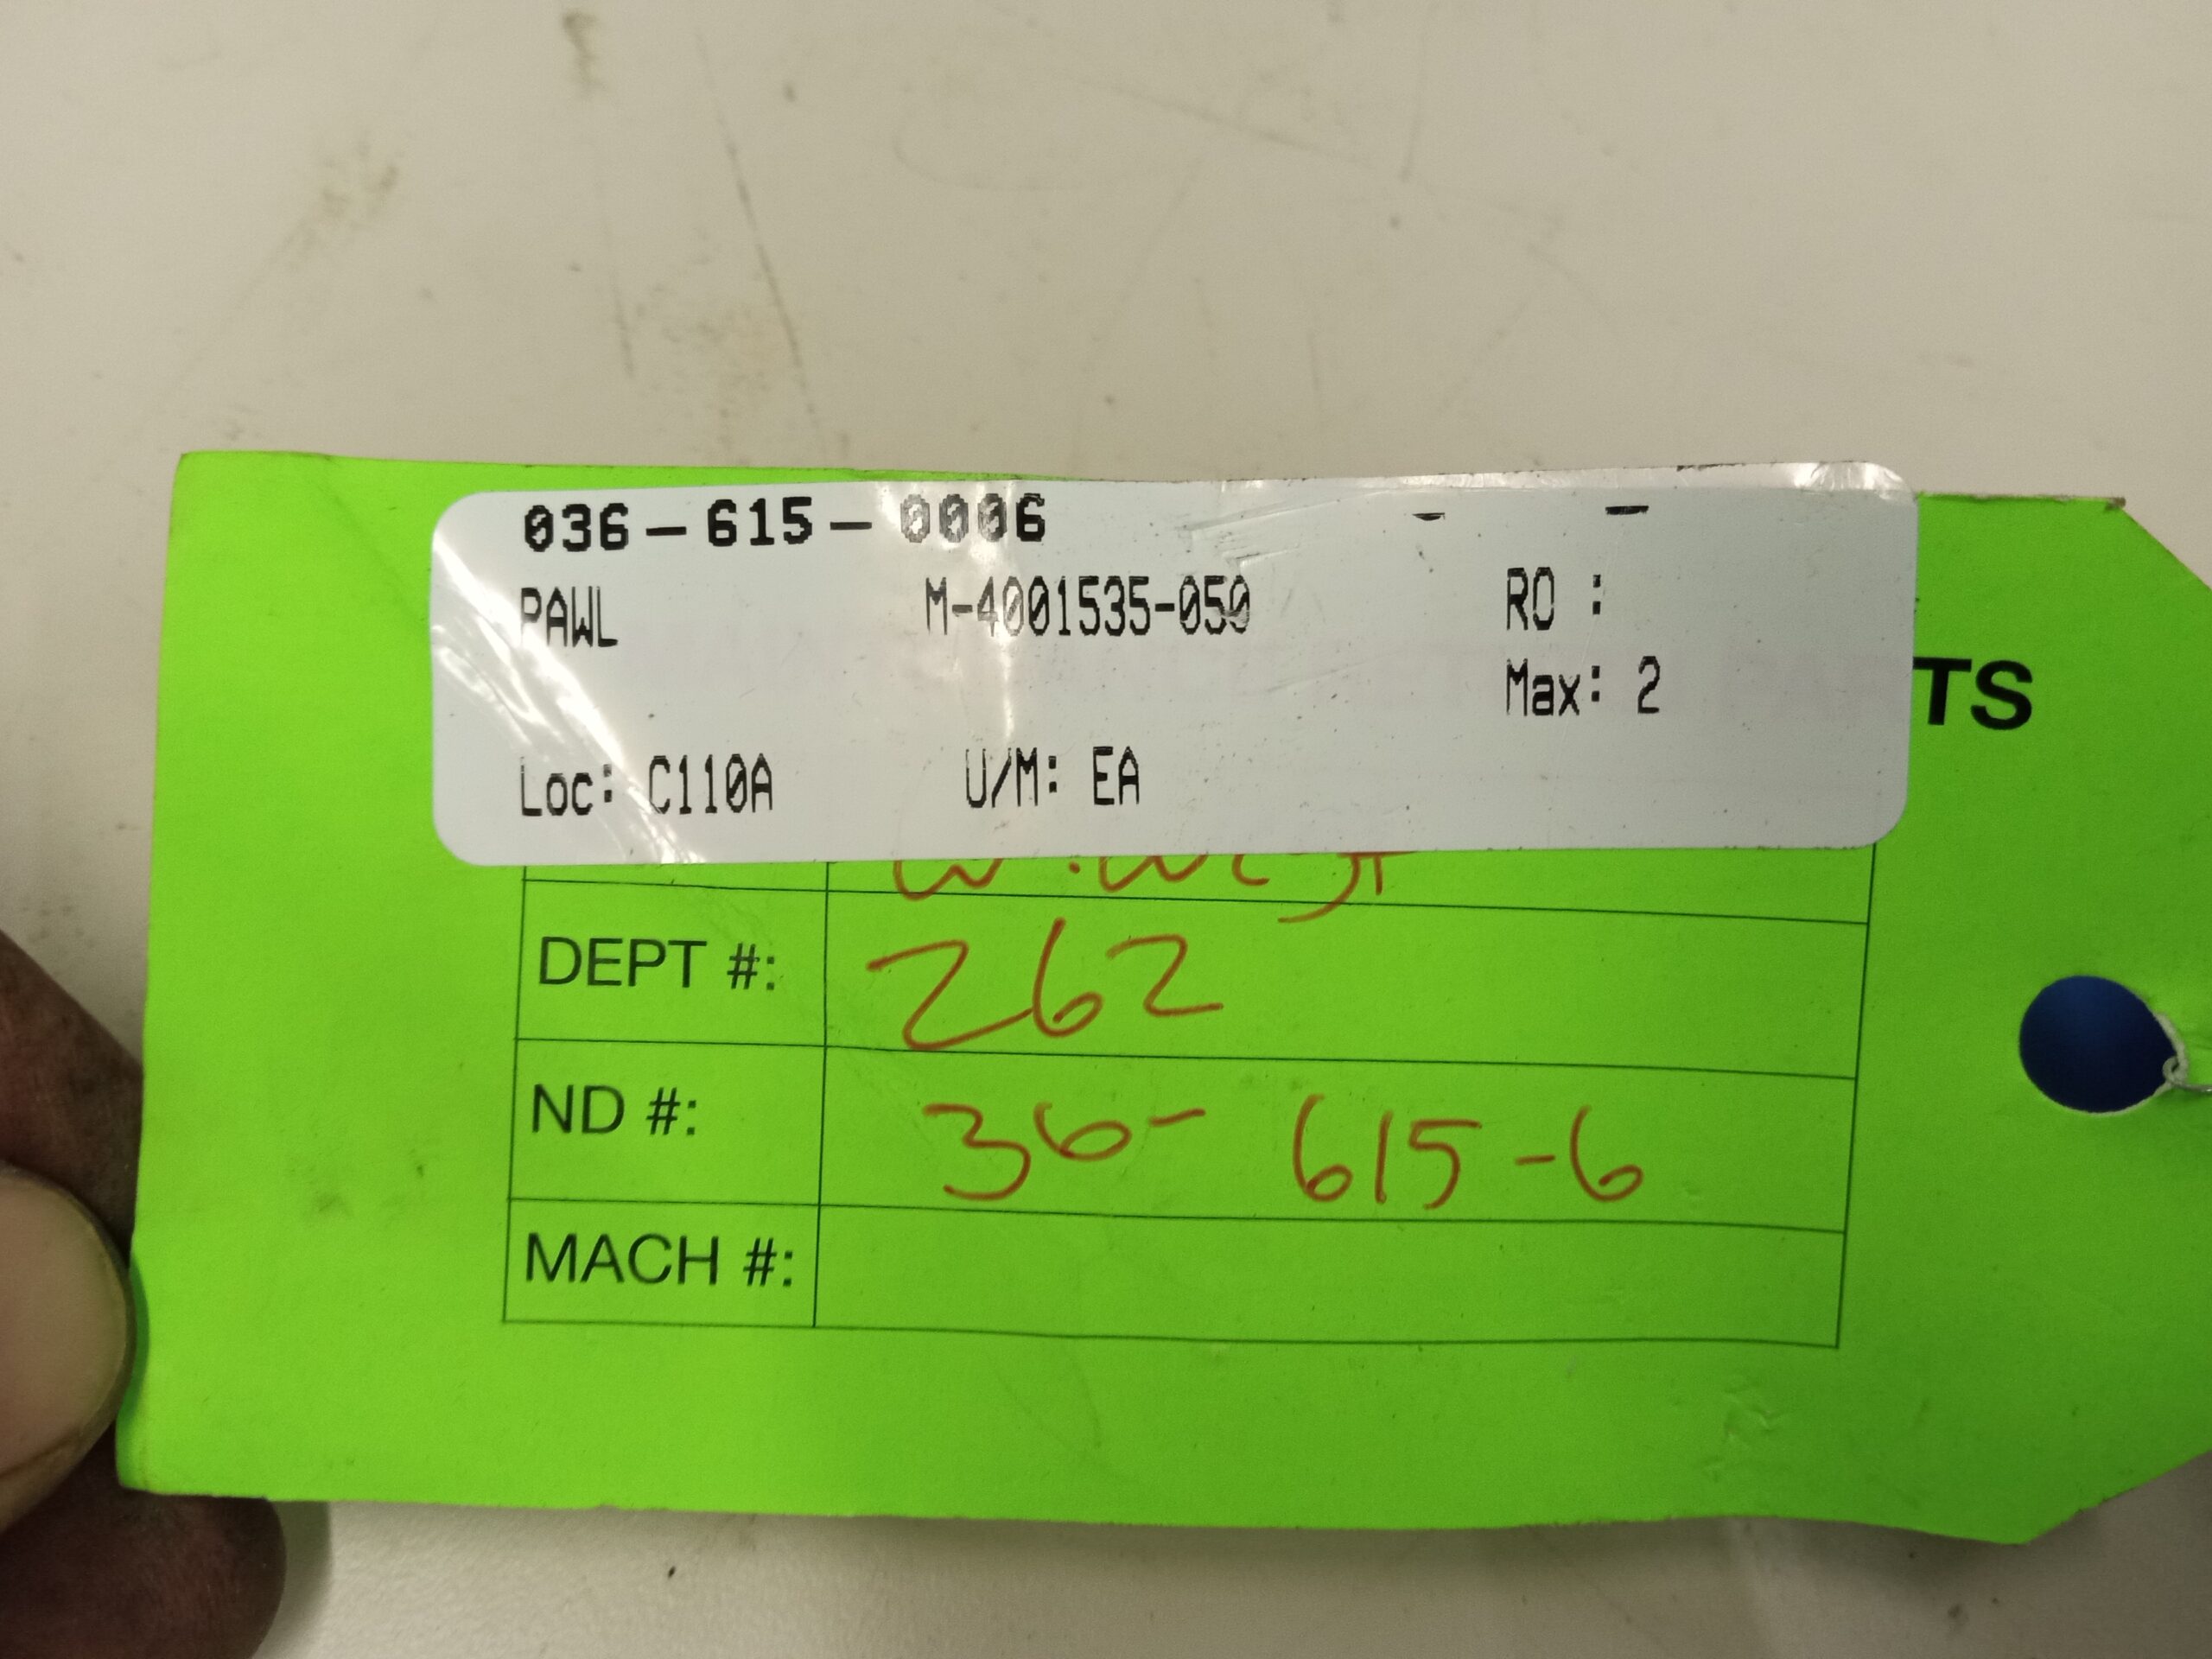 036-615-0006 - -
PAWL M-4001535-050 RO :
Max: 2
TS
Loc: C110A U/M: EA
DEPT #: 262
ND #: 36- 615-6
MACH #: